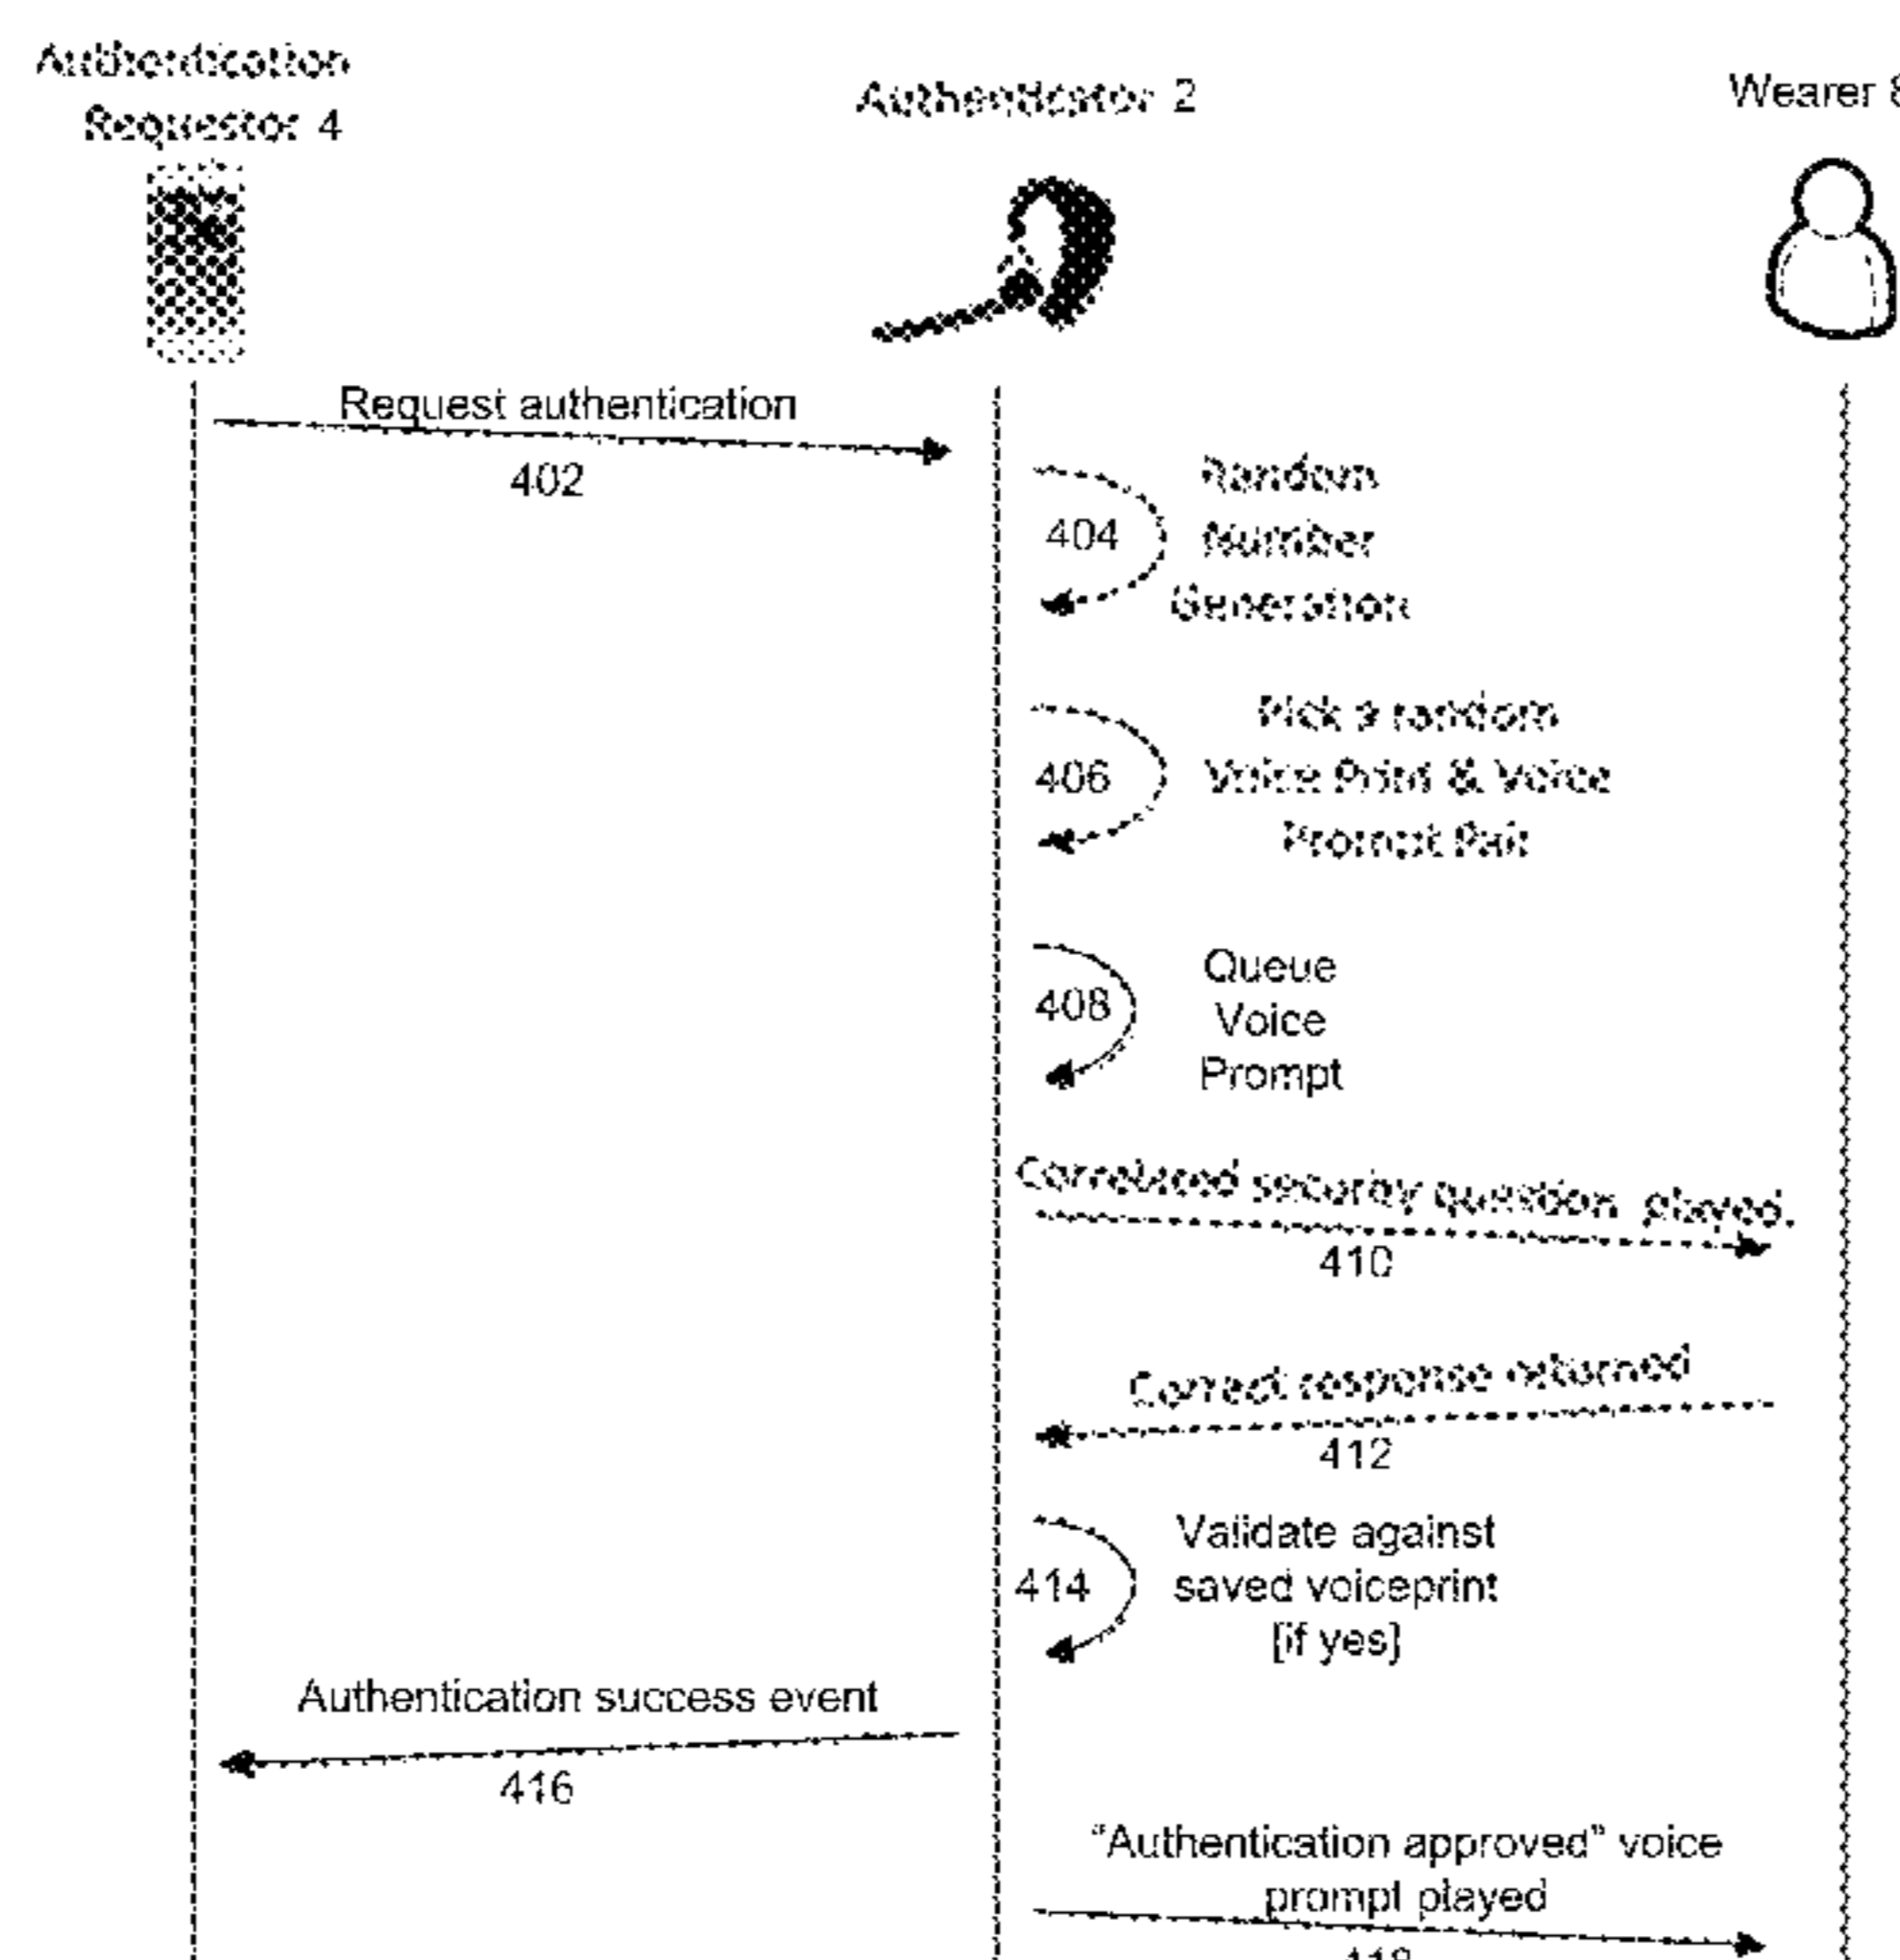 Authentication
Requestor 4
Authenticator 2
Wearer 8
Request authentication
402
404
Random
Number
Generation
406
Pick a random
Voice Print & Voice
Prompt Pair
408
Queue
Voice
Prompt
Correlated security question played.
410
Correct response returned
412
414
Validate against
saved voiceprint
[if yes]
Authentication success event
416
"Authentication approved" voice
prompt played
418